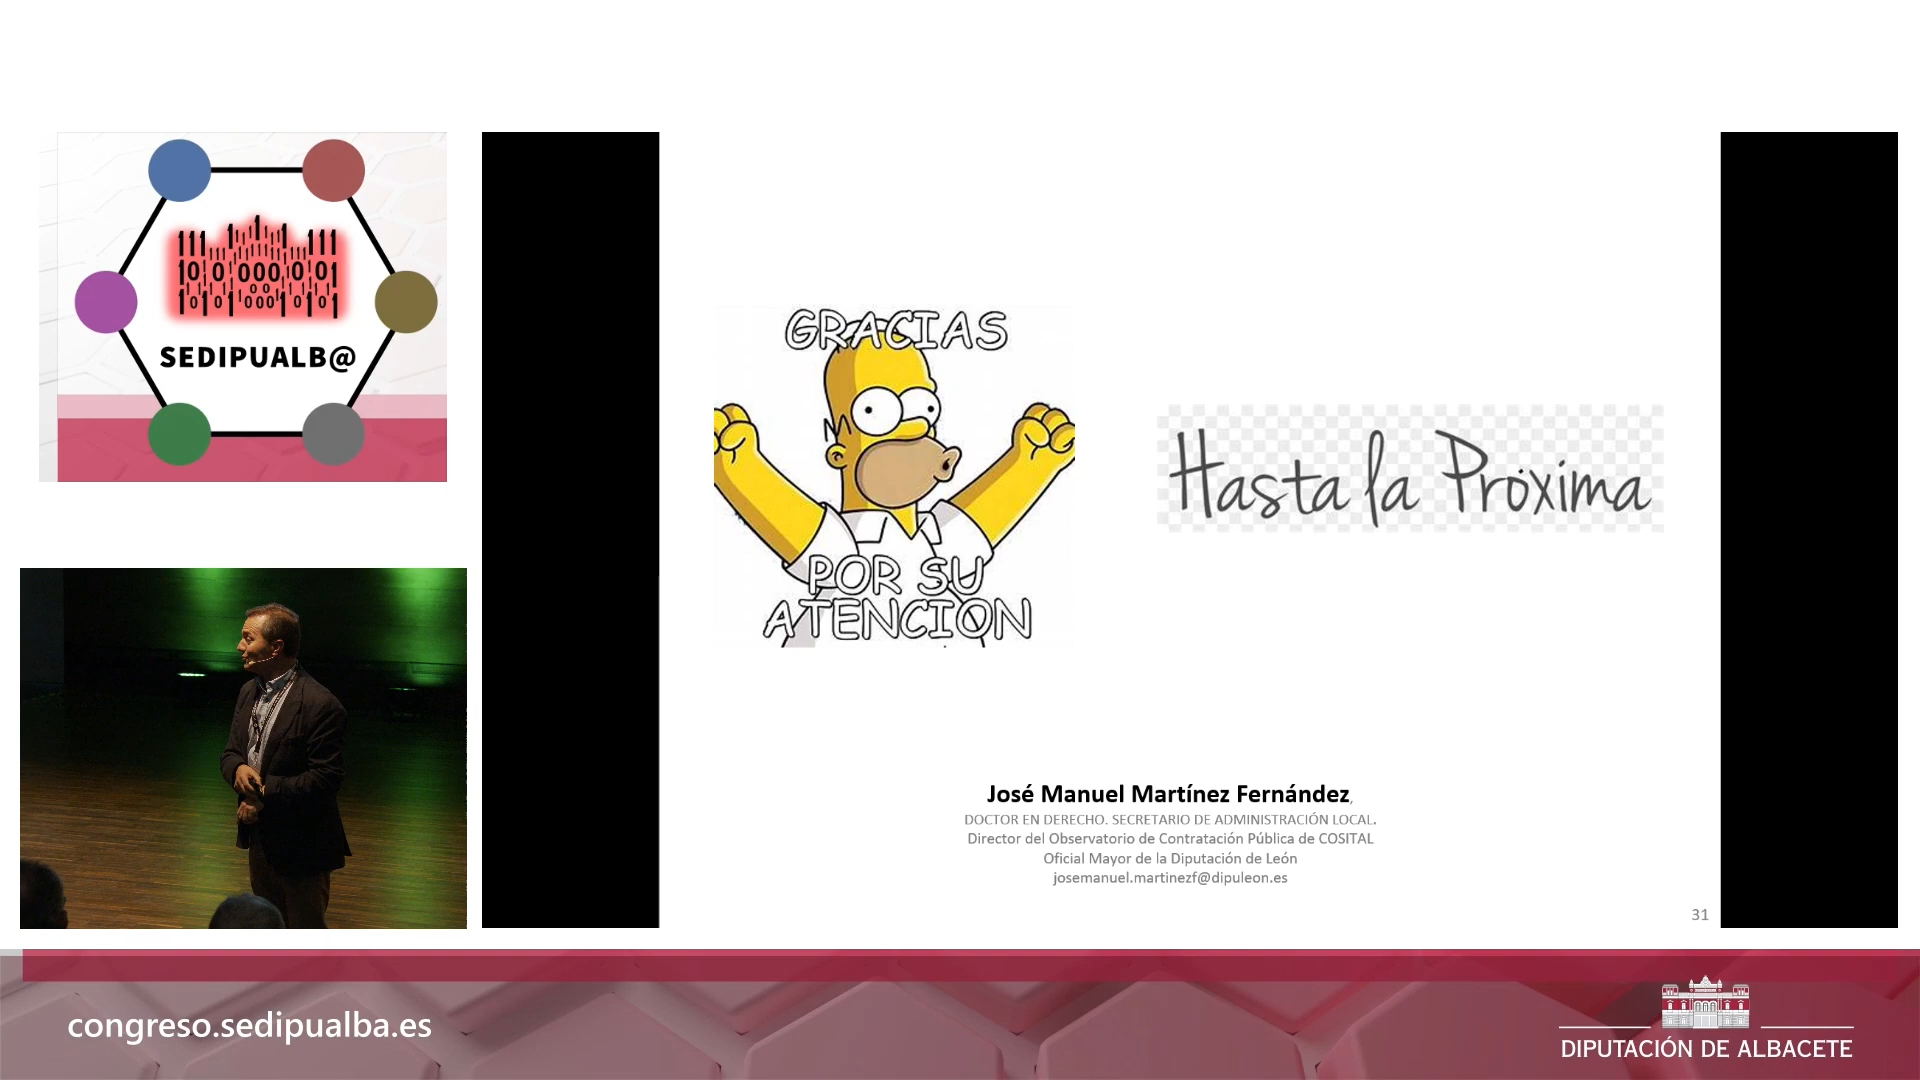 SEDIPUALB@
GRACIAS
POR SU
ATENCION
Hasta la Próxima
José Manuel Martínez Fernández,
DOCTOR EN DERECHO. SECRETARIO DE ADMINISTRACIÓN LOCAL.
Director del Observatorio de Contratación Pública de COSITAL
Oficial Mayor de la Diputación de León
josemanuel.martinezf@dipuleon.es
31
congreso.sedipualba.es
DIPUTACIÓN DE ALBACETE